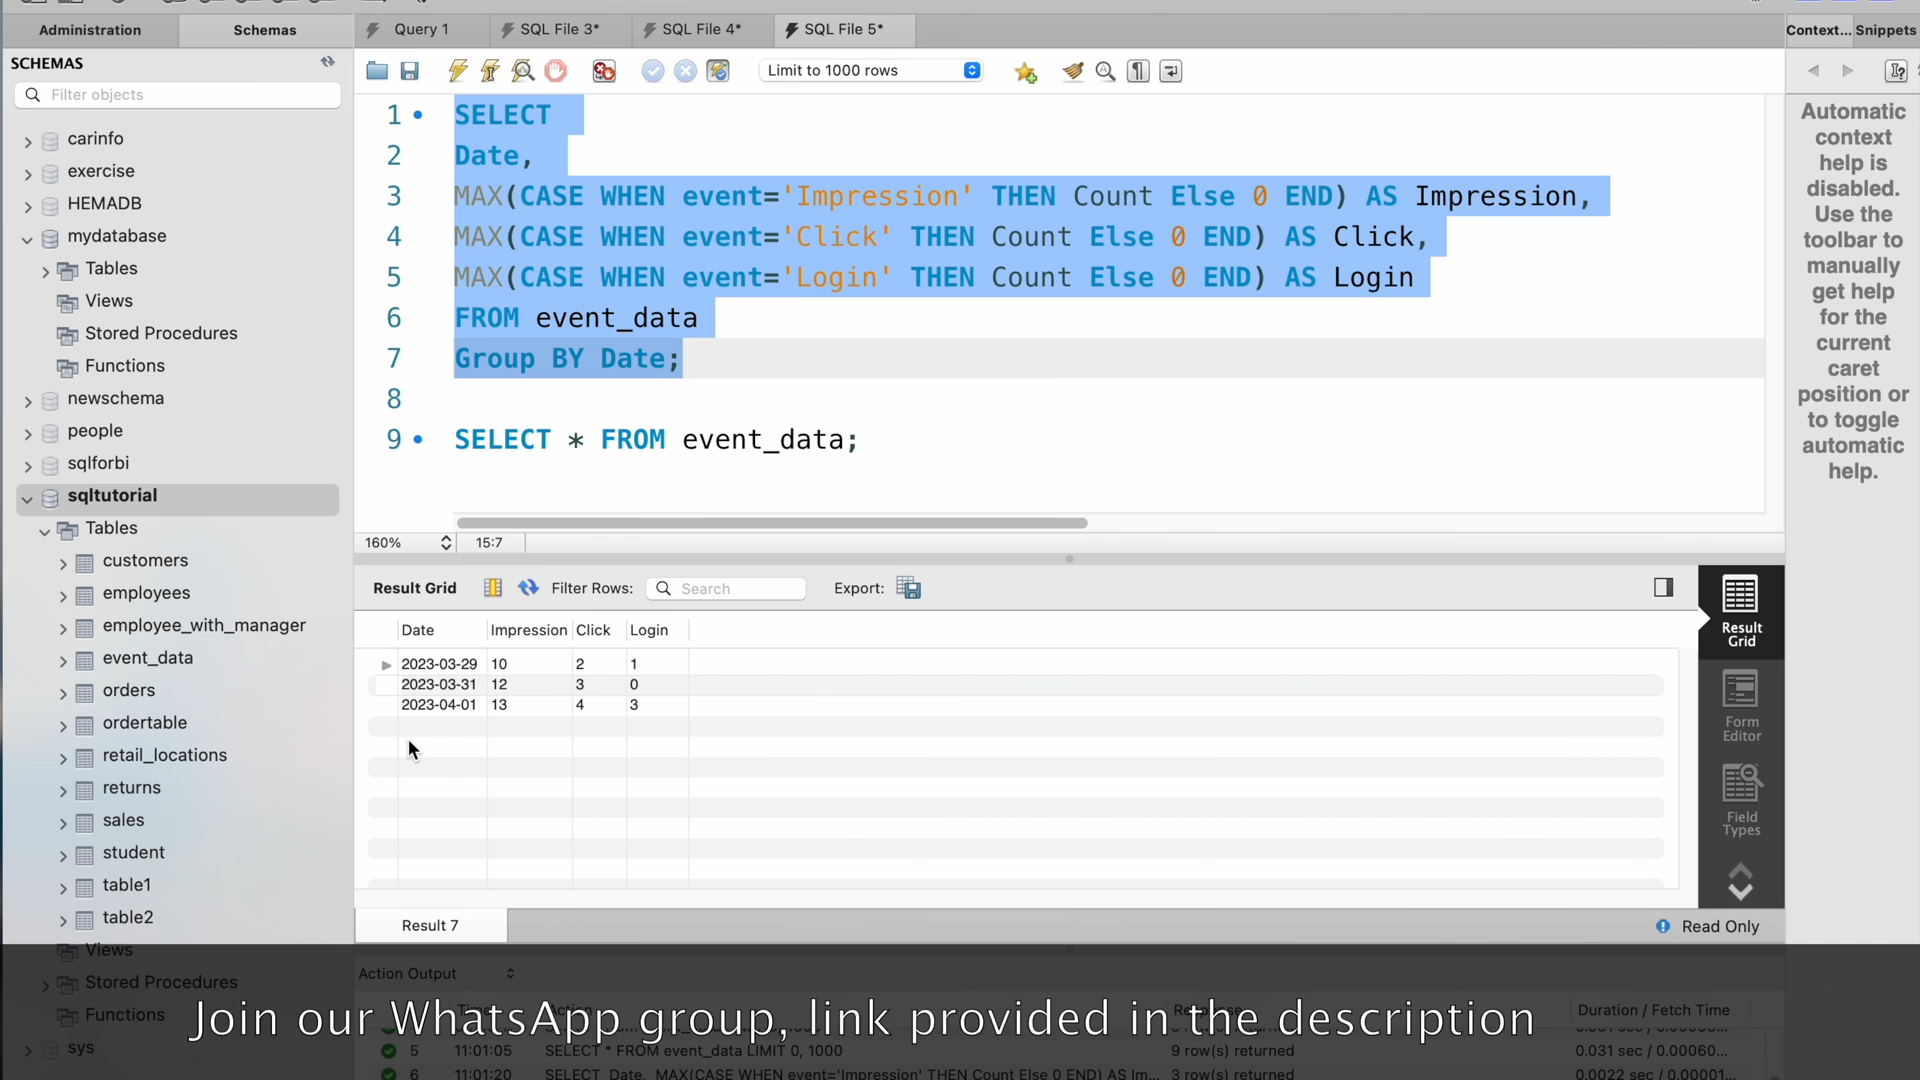 Administration
Schemas
Query 1
SQL File 3*
SQL File 4*
SQL File 5*
Context...
Snippets
SCHEMAS
Filter objects
Limit to 1000 rows
carinfo
exercise
HEMADB
mydatabase
Tables
Views
Stored Procedures
Functions
newschema
people
sqlforbi
sqltutorial
Tables
customers
employees
employee_with_manager
event_data
orders
ordertable
retail_locations
returns
sales
student
table1
table2
Views
Stored Procedures
Functions
sys
1 SELECT
2 Date,
3 MAX(CASE WHEN event='Impression' THEN Count Else 0 END) AS Impression,
4 MAX(CASE WHEN event='Click' THEN Count Else 0 END) AS Click,
5 MAX(CASE WHEN event='Login' THEN Count Else 0 END) AS Login
6 FROM event_data
7 Group BY Date;
8
9 SELECT * FROM event_data;
160% 15:7
Result Grid Filter Rows: Search Export:
Date Impression Click Login
2023-03-29 10 2 1
2023-03-31 12 3 0
2023-04-01 13 4 3
Result 7
Read Only
Result
Grid
Form
Editor
Field
Types
Automatic
context
help is
disabled.
Use the
toolbar to
manually
get help
for the
current
caret
position or
to toggle
automatic
help.
Action Output
Duration / Fetch Time
5 11:01:05 SELECT * FROM event_data LIMIT 0, 1000 9 row(s) returned 0.031 sec / 0.00060...
6 11:01:20 SELECT Date, MAX(CASE WHEN event='Impression' THEN Count Else 0 END) AS Im... 3 row(s) returned 0.0022 sec / 0.00001...
Join our WhatsApp group, link provided in the description